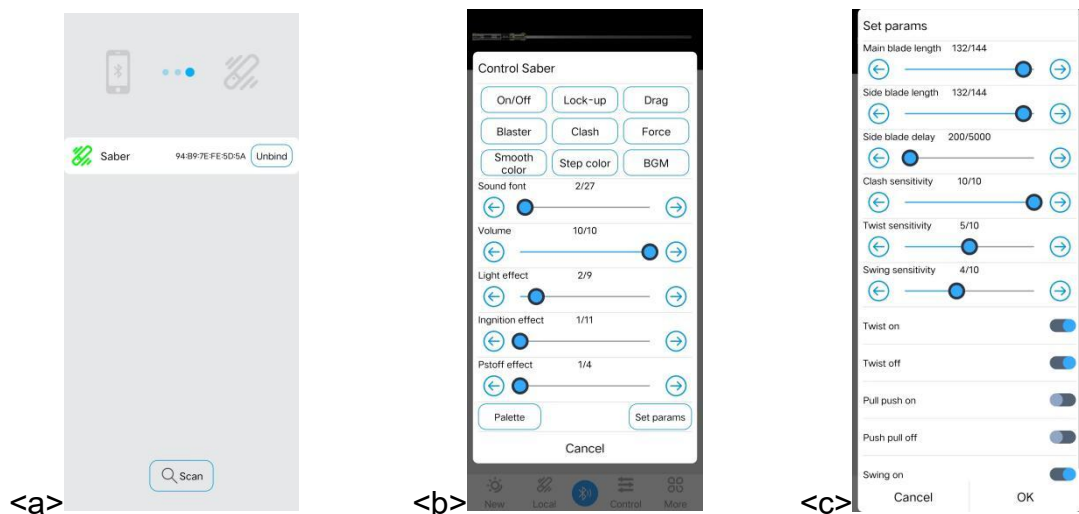 Saber 94:B9:7E:FE:5D:5A Unbind
Scan
<a>
Control Saber
On/Off Lock-up Drag
Blaster Clash Force
Smooth color Step color BGM
Sound font 2/27
Volume 10/10
Light effect 2/9
Ingnition effect 1/11
Pstoff effect 1/4
Palette Set params
Cancel
New Local Control More
<b>
Set params
Main blade length 132/144
Side blade length 132/144
Side blade delay 200/5000
Clash sensitivity 10/10
Twist sensitivity 5/10
Swing sensitivity 4/10
Twist on
Twist off
Pull push on
Push pull off
Swing on
Cancel OK
<c>